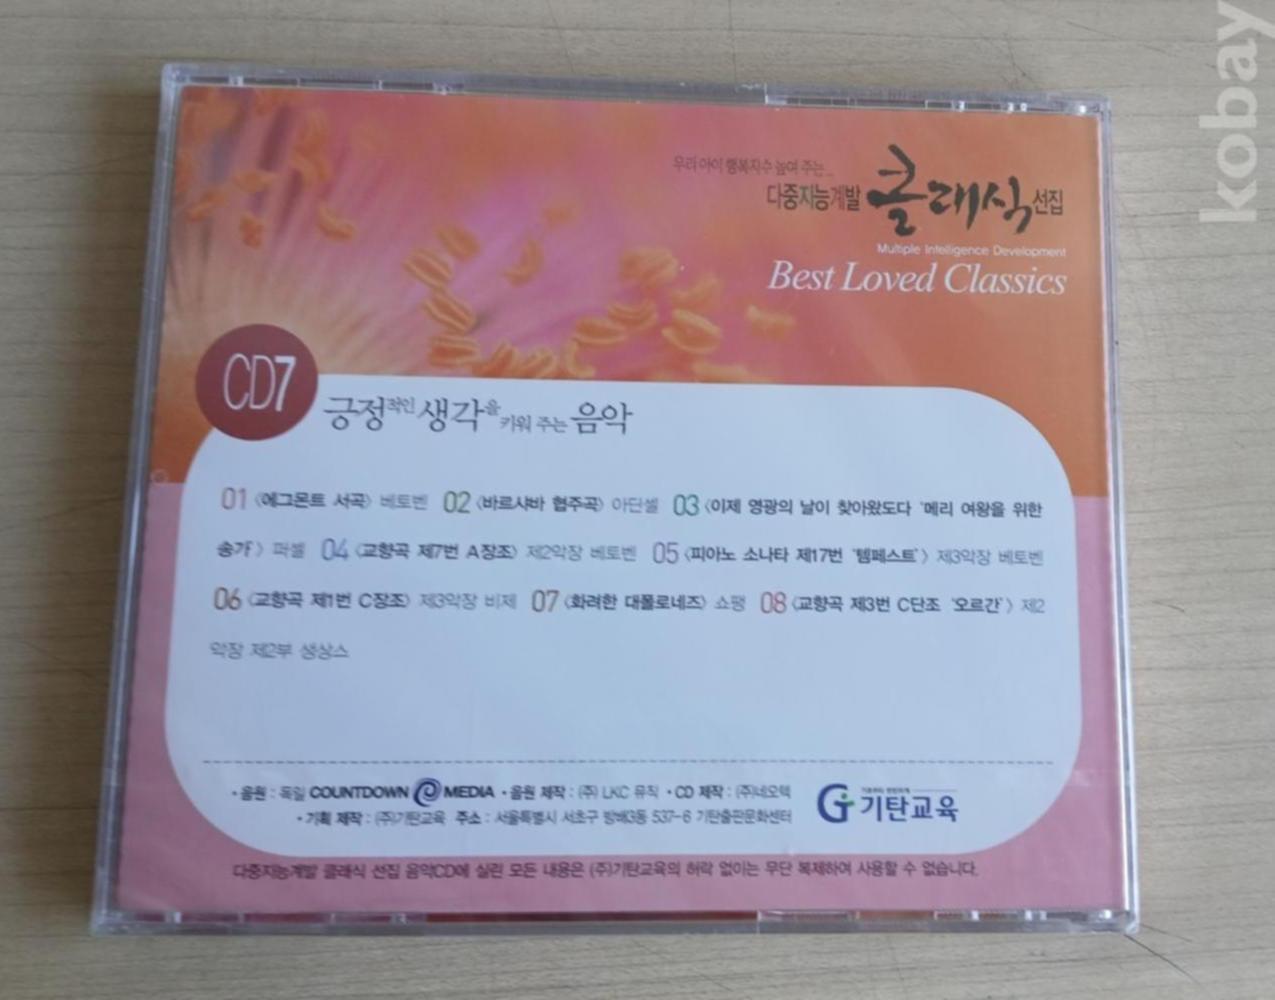 kobay
우리 아이 행복지수 높여 주는...
다중지능계발 클래식 선집
Multiple Intelligence Development
Best Loved Classics
CD7
긍정적인 생각을 키워 주는 음악
01 〈에그몬트 서곡〉 베토벤 02 〈바르샤바 협주곡〉 아딘셀 03 〈이제 영광의 날이 찾아왔도다 '메리 여왕을 위한
송가'〉 퍼셀 04 〈교향곡 제7번 A장조〉 제2악장 베토벤 05 〈피아노 소나타 제17번 '템페스트'〉 제3악장 베토벤
06 〈교향곡 제1번 C장조〉 제3악장 비제 07 〈화려한 대폴로네즈〉 쇼팽 08 〈교향곡 제3번 C단조 '오르간'〉 제2
악장 제2부 생상스
• 음원 : 독일 COUNTDOWN MEDIA • 음원 제작 : (주) LKC 뮤직 • CD 제작 : (주)네오텍
• 기획 제작 : (주)기탄교육 주소 : 서울특별시 서초구 방배3동 537-6 기탄출판문화센터
기탄교육
다중지능계발 클래식 선집 음악CD에 실린 모든 내용은 (주)기탄교육의 허락 없이는 무단 복제하여 사용할 수 없습니다.